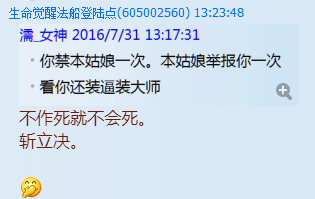 生命觉醒法船登陆点(605002560) 13:23:48
濡_女神 2016/7/31 13:17:31
· 你禁本姑娘一次。本姑娘举报你一次
· 看你还装逼装大师
不作死就不会死。
斩立决。